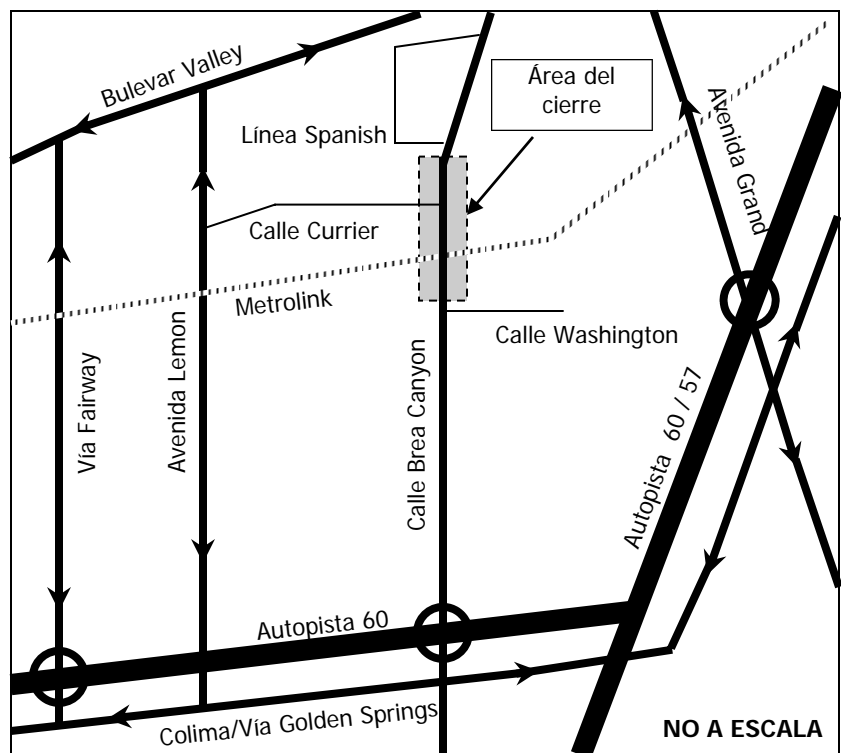 Bulevar Valley
Área del
cierre
Línea Spanish
Avenida Grand
Calle Currier
Metrolink
Calle Washington
Vía Fairway
Avenida Lemon
Calle Brea Canyon
Autopista 60 / 57
Autopista 60
Colima/Vía Golden Springs
NO A ESCALA